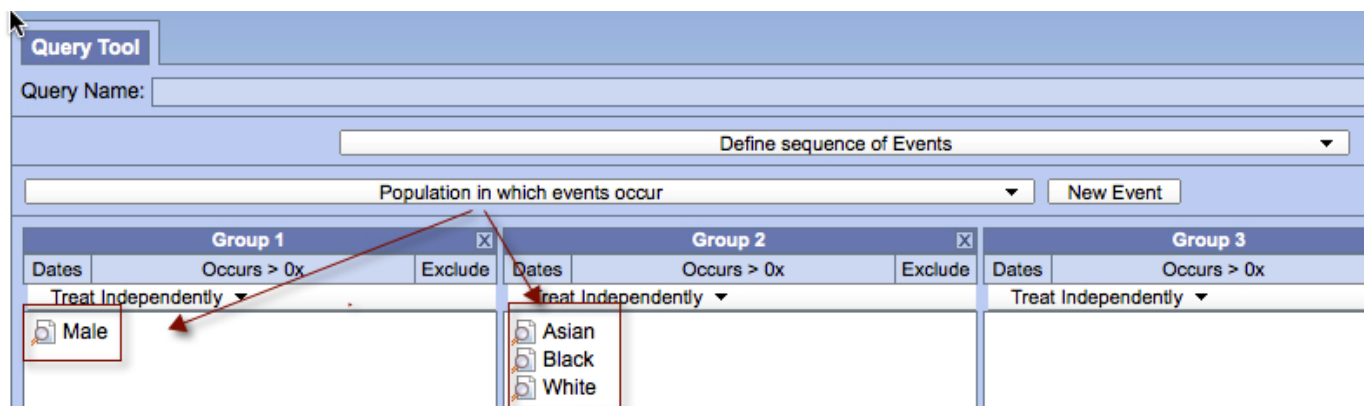 Query Tool
Query Name:
Define sequence of Events
Population in which events occur
New Event
Group 1 X Group 2 X Group 3
Dates Occurs > 0x Exclude Dates Occurs > 0x Exclude Dates Occurs > 0x
Treat Independently Treat Independently Treat Independently
Male Asian
Black
White